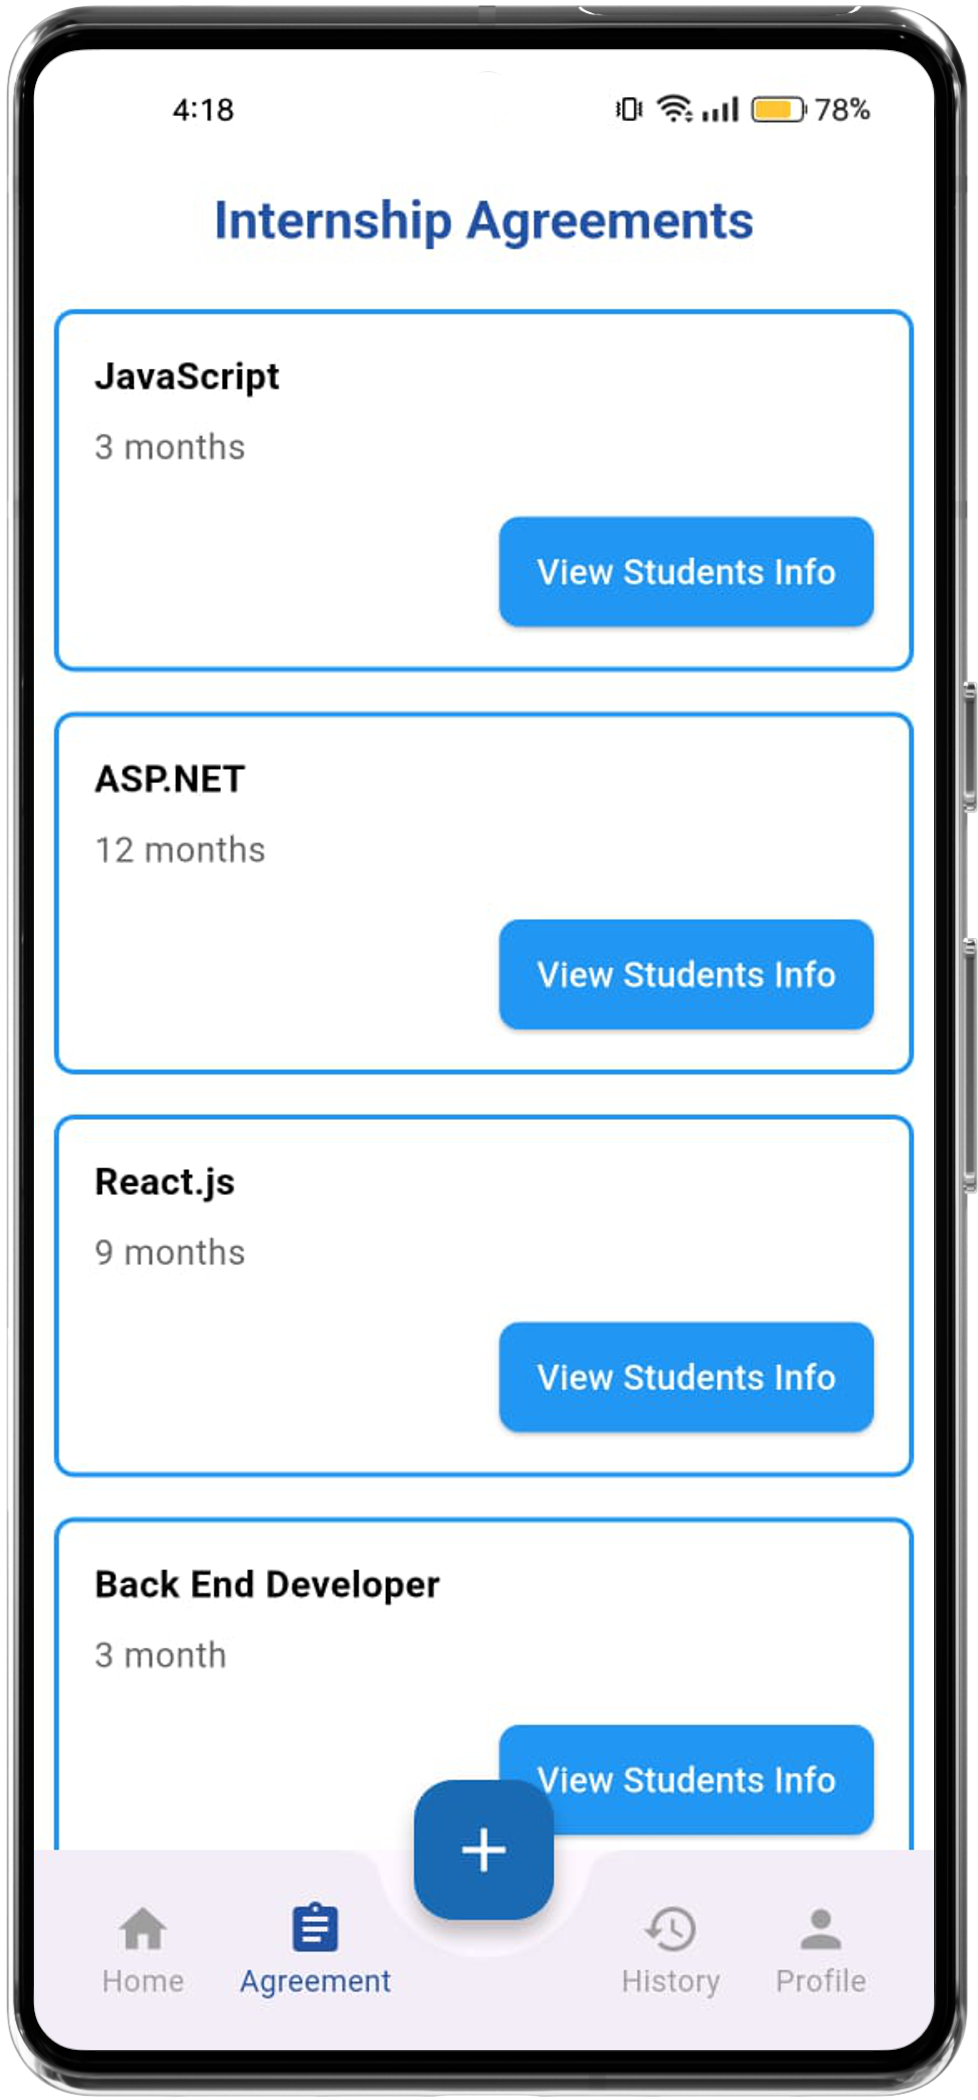 4:18
78%
Internship Agreements
JavaScript
3 months
View Students Info
ASP.NET
12 months
View Students Info
React.js
9 months
View Students Info
Back End Developer
3 month
View Students Info
+
Home
Agreement
History
Profile